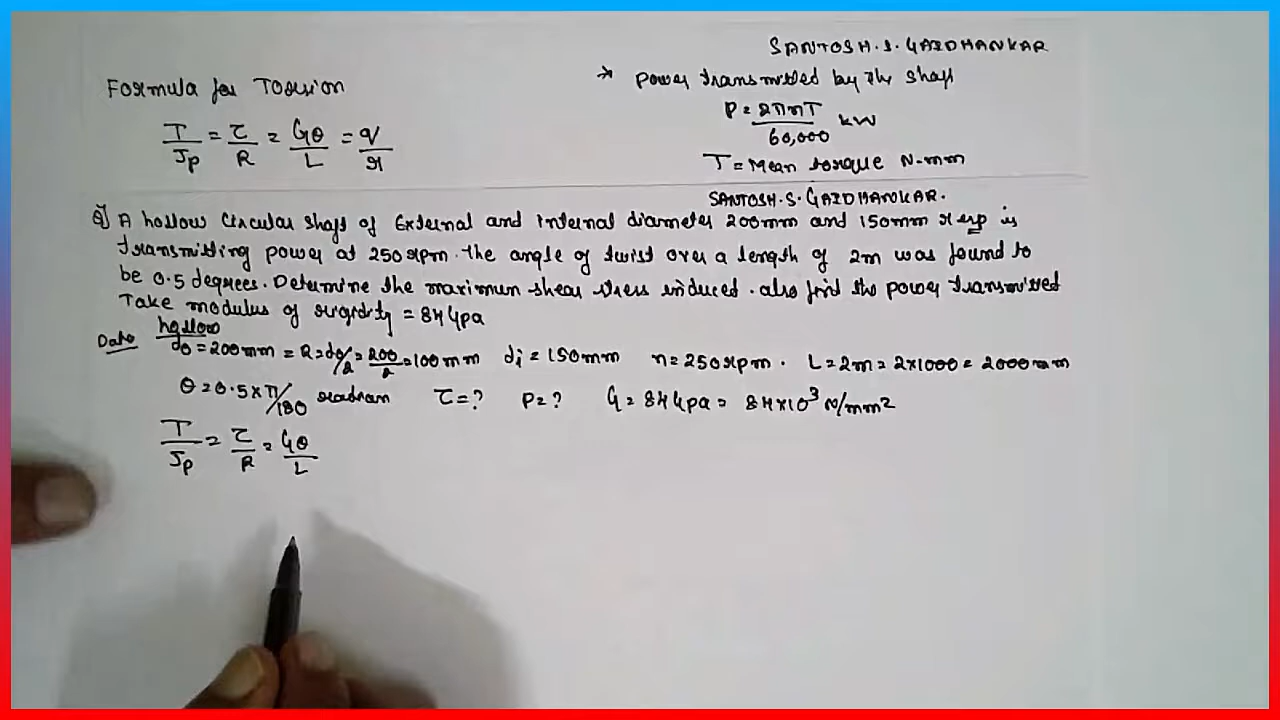 SANTOSH.S.GAIDHANKAR
Formula for Torsion
→ power transmitted by the shaft
P = 2πnT / 60,000 kW
T/Jp = τ/R = Gθ/L = q/r
T = Mean torque N-mm
SANTOSH.S.GAIDHANKAR.
Q] A hollow circular shaft of External and internal diameter 200mm and 150mm resp is
transmitting power at 250rpm. the angle of twist over a length of 2m was found to
be 0.5 degrees. Determine the maximum shear stress induced. also find the power transmitted
Take modulus of rigidity = 84 Gpa
Data hollow
do = 200mm = R = do/2 = 200/2 = 100mm di = 150mm n = 250rpm. L = 2m = 2×1000 = 2000mm
θ = 0.5 × π/180 radian τ = ? P = ? G = 84 Gpa = 84×10³ N/mm²
T/Jp = τ/R = Gθ/L